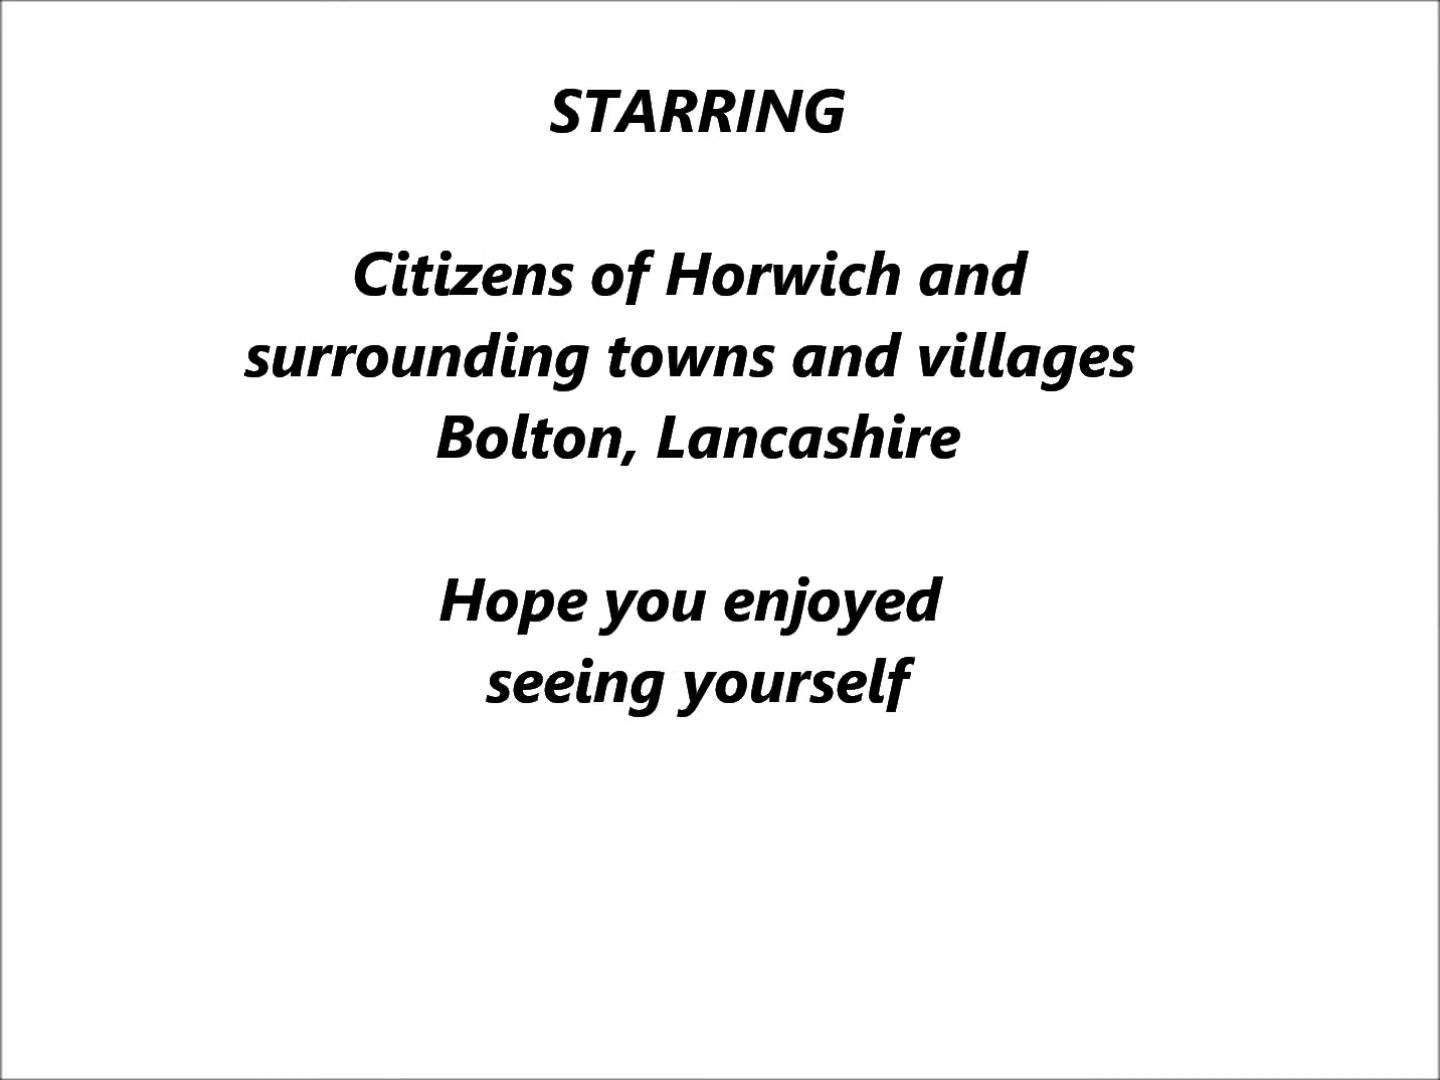 STARRING
Citizens of Horwich and
surrounding towns and villages
Bolton, Lancashire
Hope you enjoyed
seeing yourself